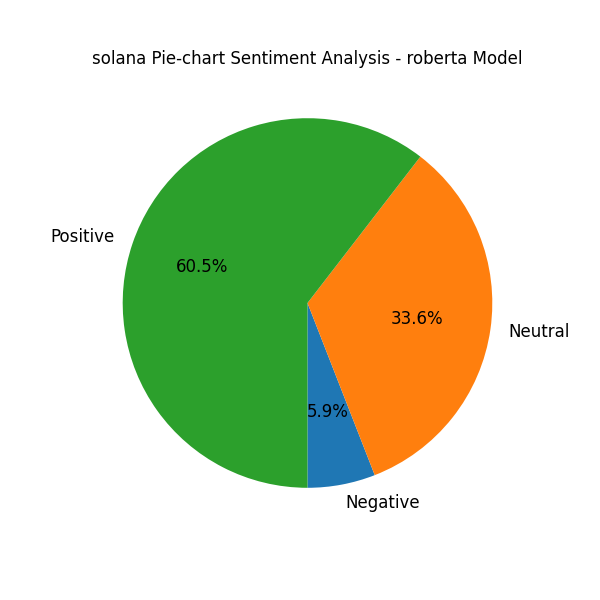 solana Pie-chart Sentiment Analysis - roberta Model
Positive
60.5%
33.6%
Neutral
5.9%
Negative